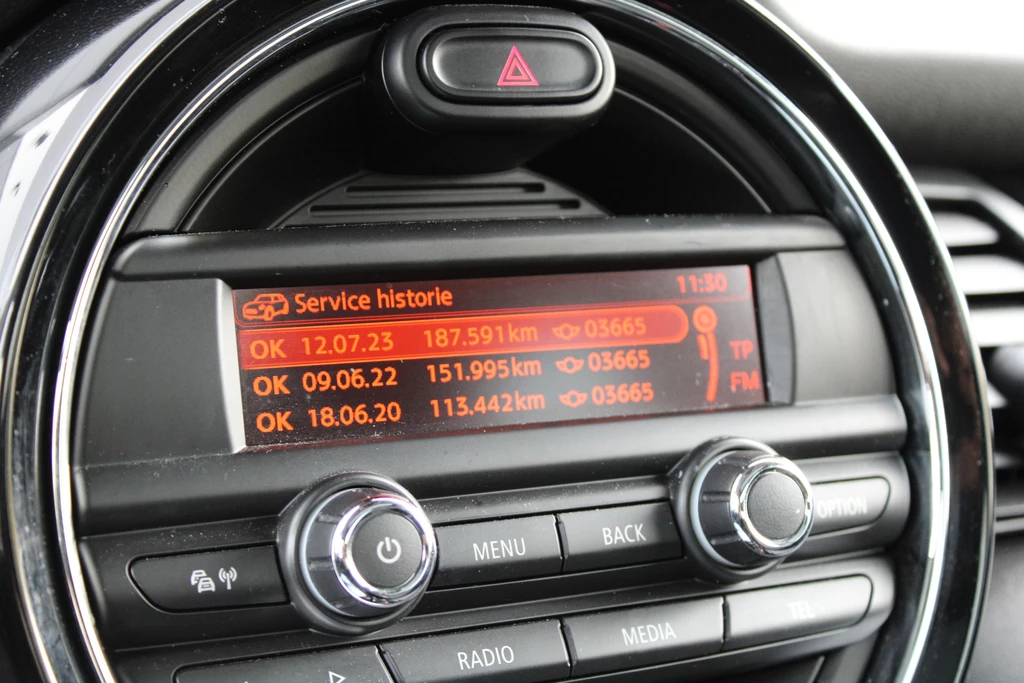 Service historie 11:30
OK 12.07.23 187.591km 03665
OK 09.06.22 151.995km 03665
TP
OK 18.06.20 113.442km 03665
FM
MENU BACK OPTION
RADIO MEDIA TEL